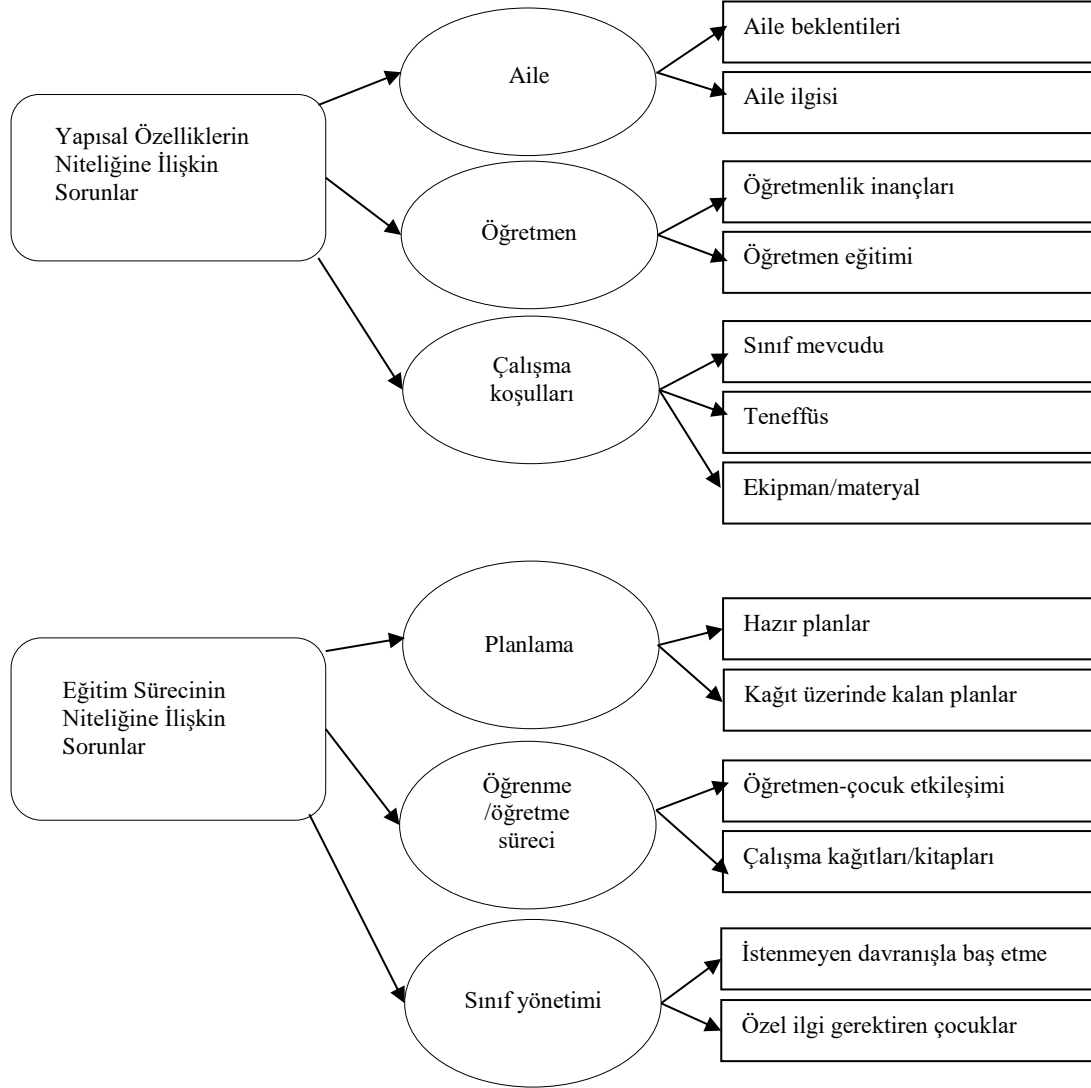 Yapısal Özelliklerin
Niteliğine İlişkin
Sorunlar
Aile
Aile beklentileri
Aile ilgisi
Öğretmen
Öğretmenlik inançları
Öğretmen eğitimi
Çalışma
koşulları
Sınıf mevcudu
Teneffüs
Ekipman/materyal
Eğitim Sürecinin
Niteliğine İlişkin
Sorunlar
Planlama
Hazır planlar
Kağıt üzerinde kalan planlar
Öğrenme
/öğretme
süreci
Öğretmen-çocuk etkileşimi
Çalışma kağıtları/kitapları
Sınıf yönetimi
İstenmeyen davranışla baş etme
Özel ilgi gerektiren çocuklar